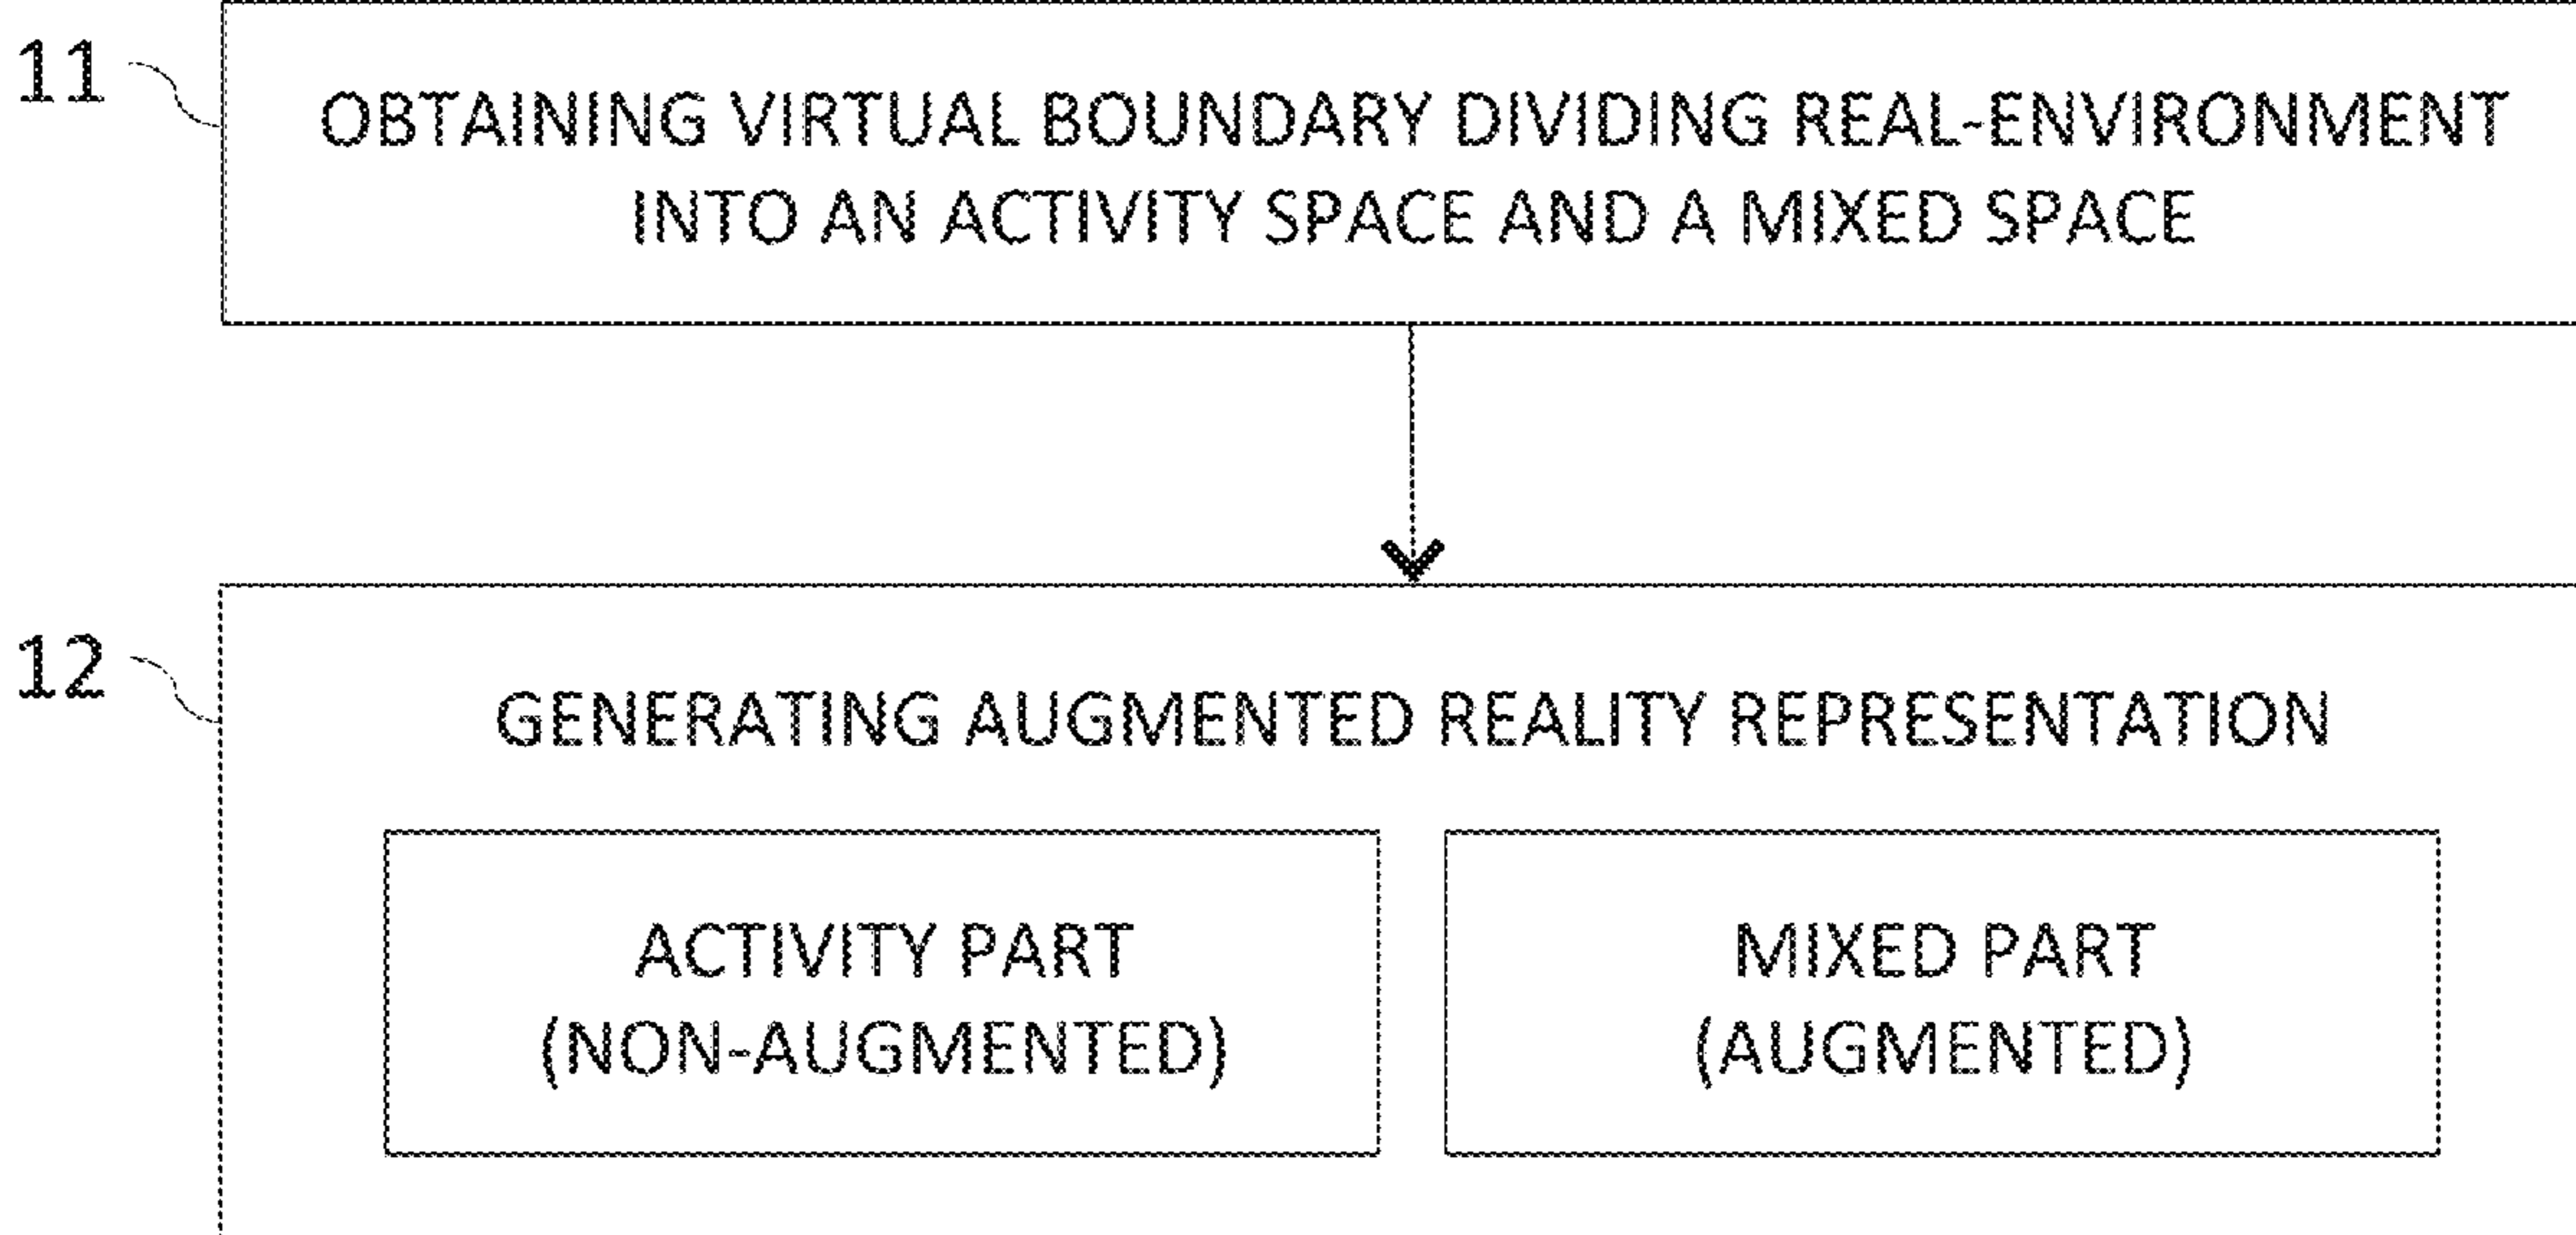 11
OBTAINING VIRTUAL BOUNDARY DIVIDING REAL-ENVIRONMENT
INTO AN ACTIVITY SPACE AND A MIXED SPACE
12
GENERATING AUGMENTED REALITY REPRESENTATION
ACTIVITY PART
(NON-AUGMENTED)
MIXED PART
(AUGMENTED)